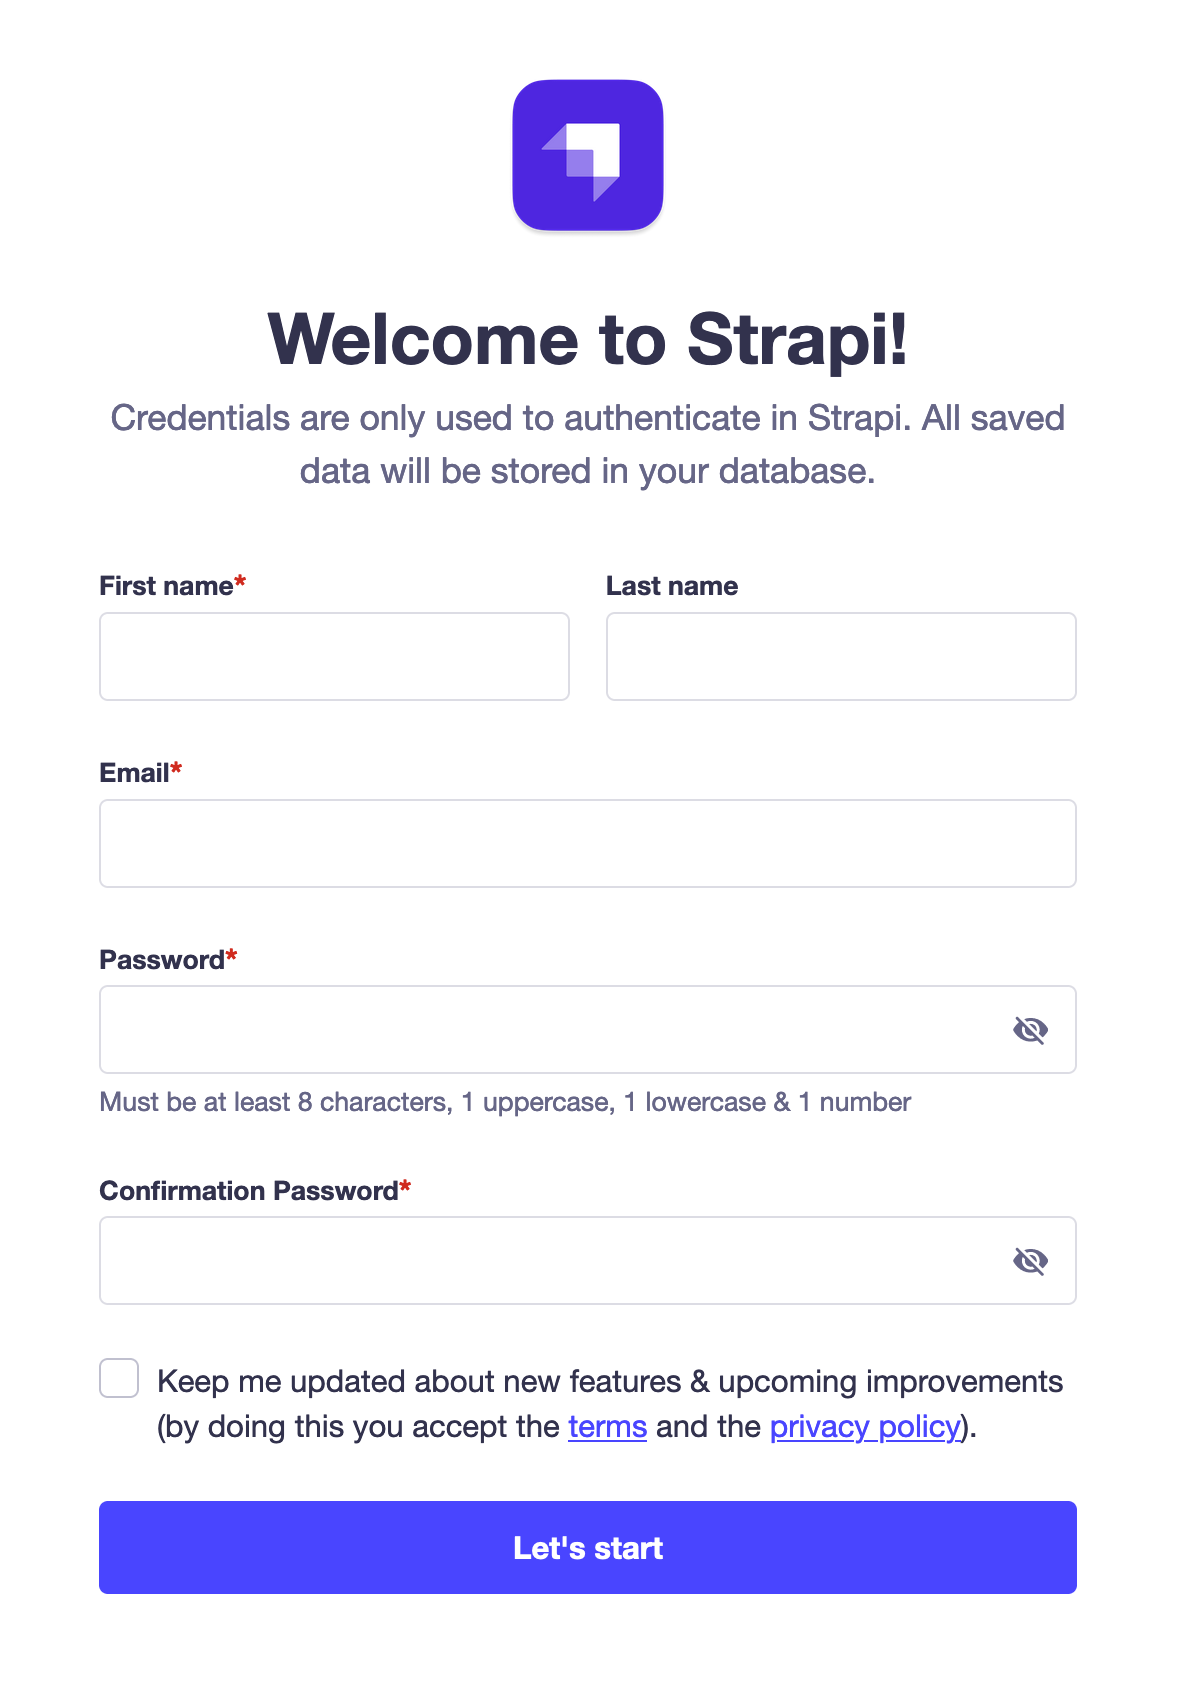 Welcome to Strapi!
Credentials are only used to authenticate in Strapi. All saved
data will be stored in your database.
First name*
Last name
Email*
Password*
Must be at least 8 characters, 1 uppercase, 1 lowercase & 1 number
Confirmation Password*
Keep me updated about new features & upcoming improvements
(by doing this you accept the terms and the privacy policy).
Let's start